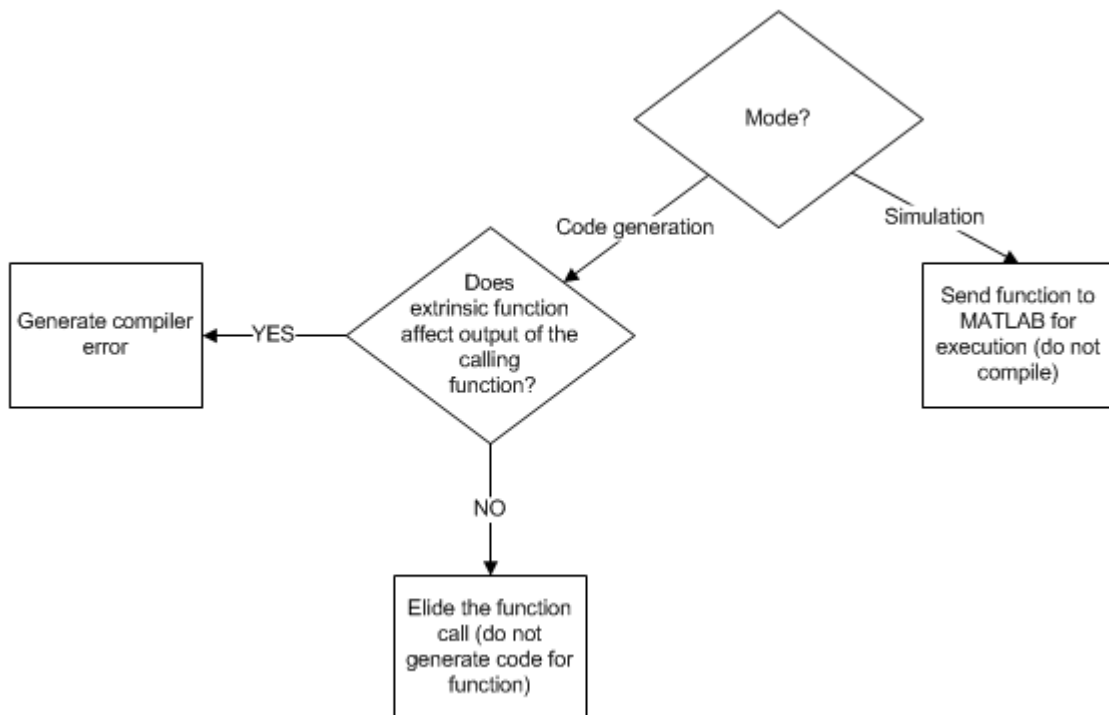 Mode?
Code generation
Simulation
Does
extrinsic function
affect output of the
calling
function?
YES
Generate compiler
error
Send function to
MATLAB for
execution (do not
compile)
NO
Elide the function
call (do not
generate code for
function)